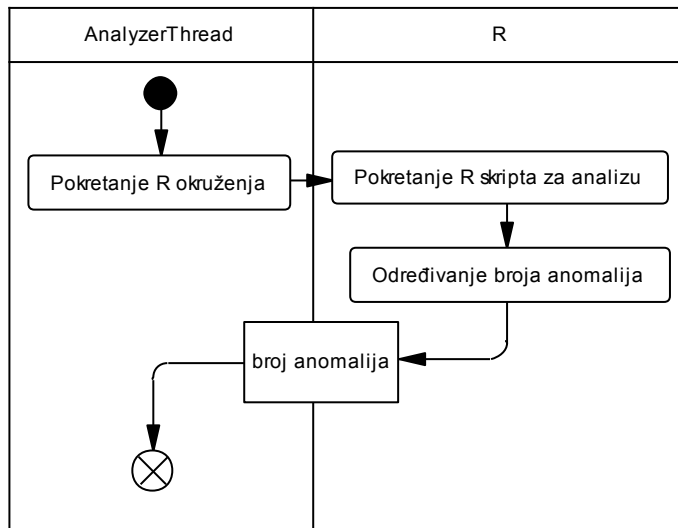 AnalyzerThread
R
Pokretanje R okruženja
Pokretanje R skripta za analizu
Određivanje broja anomalija
broj anomalija